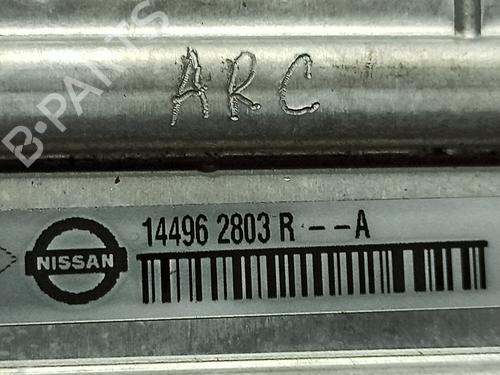 ARC
B-PARTS
14496 2803 R --A
NISSAN